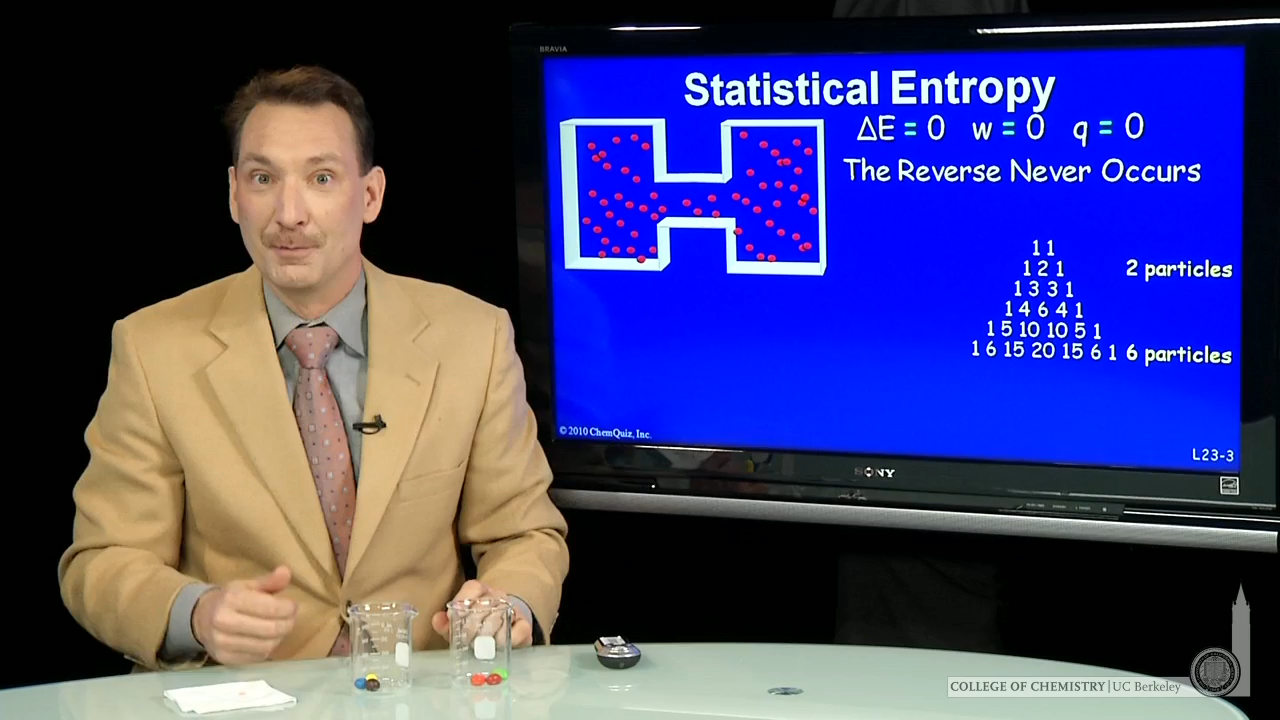 BRAVIA
Statistical Entropy
ΔE = 0 w = 0 q = 0
The Reverse Never Occurs
1 1
1 2 1 2 particles
1 3 3 1
1 4 6 4 1
1 5 10 10 5 1
1 6 15 20 15 6 1 6 particles
© 2010 ChemQuiz, Inc.
L23-3
SONY
COLLEGE OF CHEMISTRY | UC Berkeley